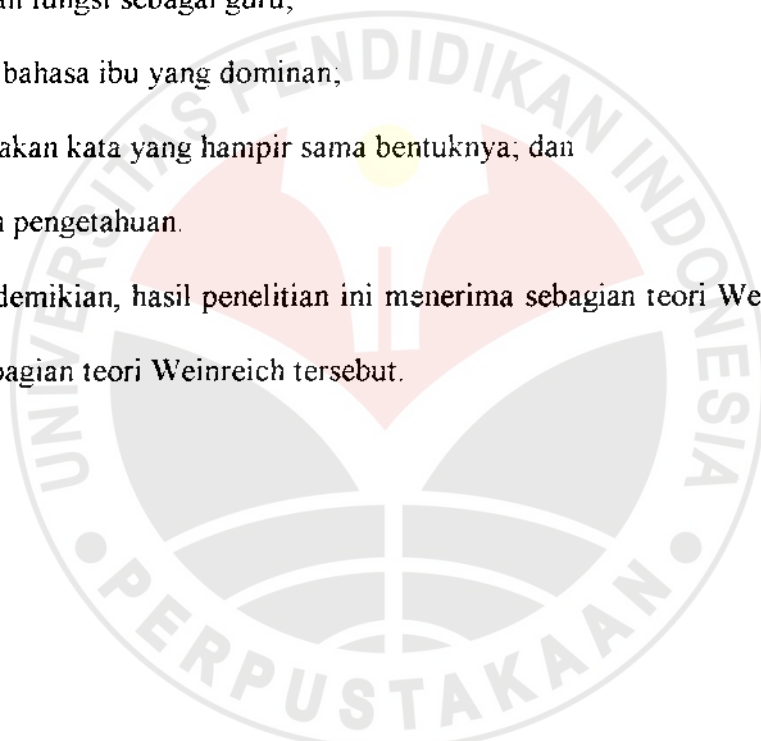 an fungsi sebagai guru;
bahasa ibu yang dominan;
akan kata yang hampir sama bentuknya; dan
pengetahuan.
demikian, hasil penelitian ini menerima sebagian teori We
bagian teori Weinreich tersebut.
UNIVERSITAS PENDIDIKAN INDONESIA
PERPUSTAKAAN